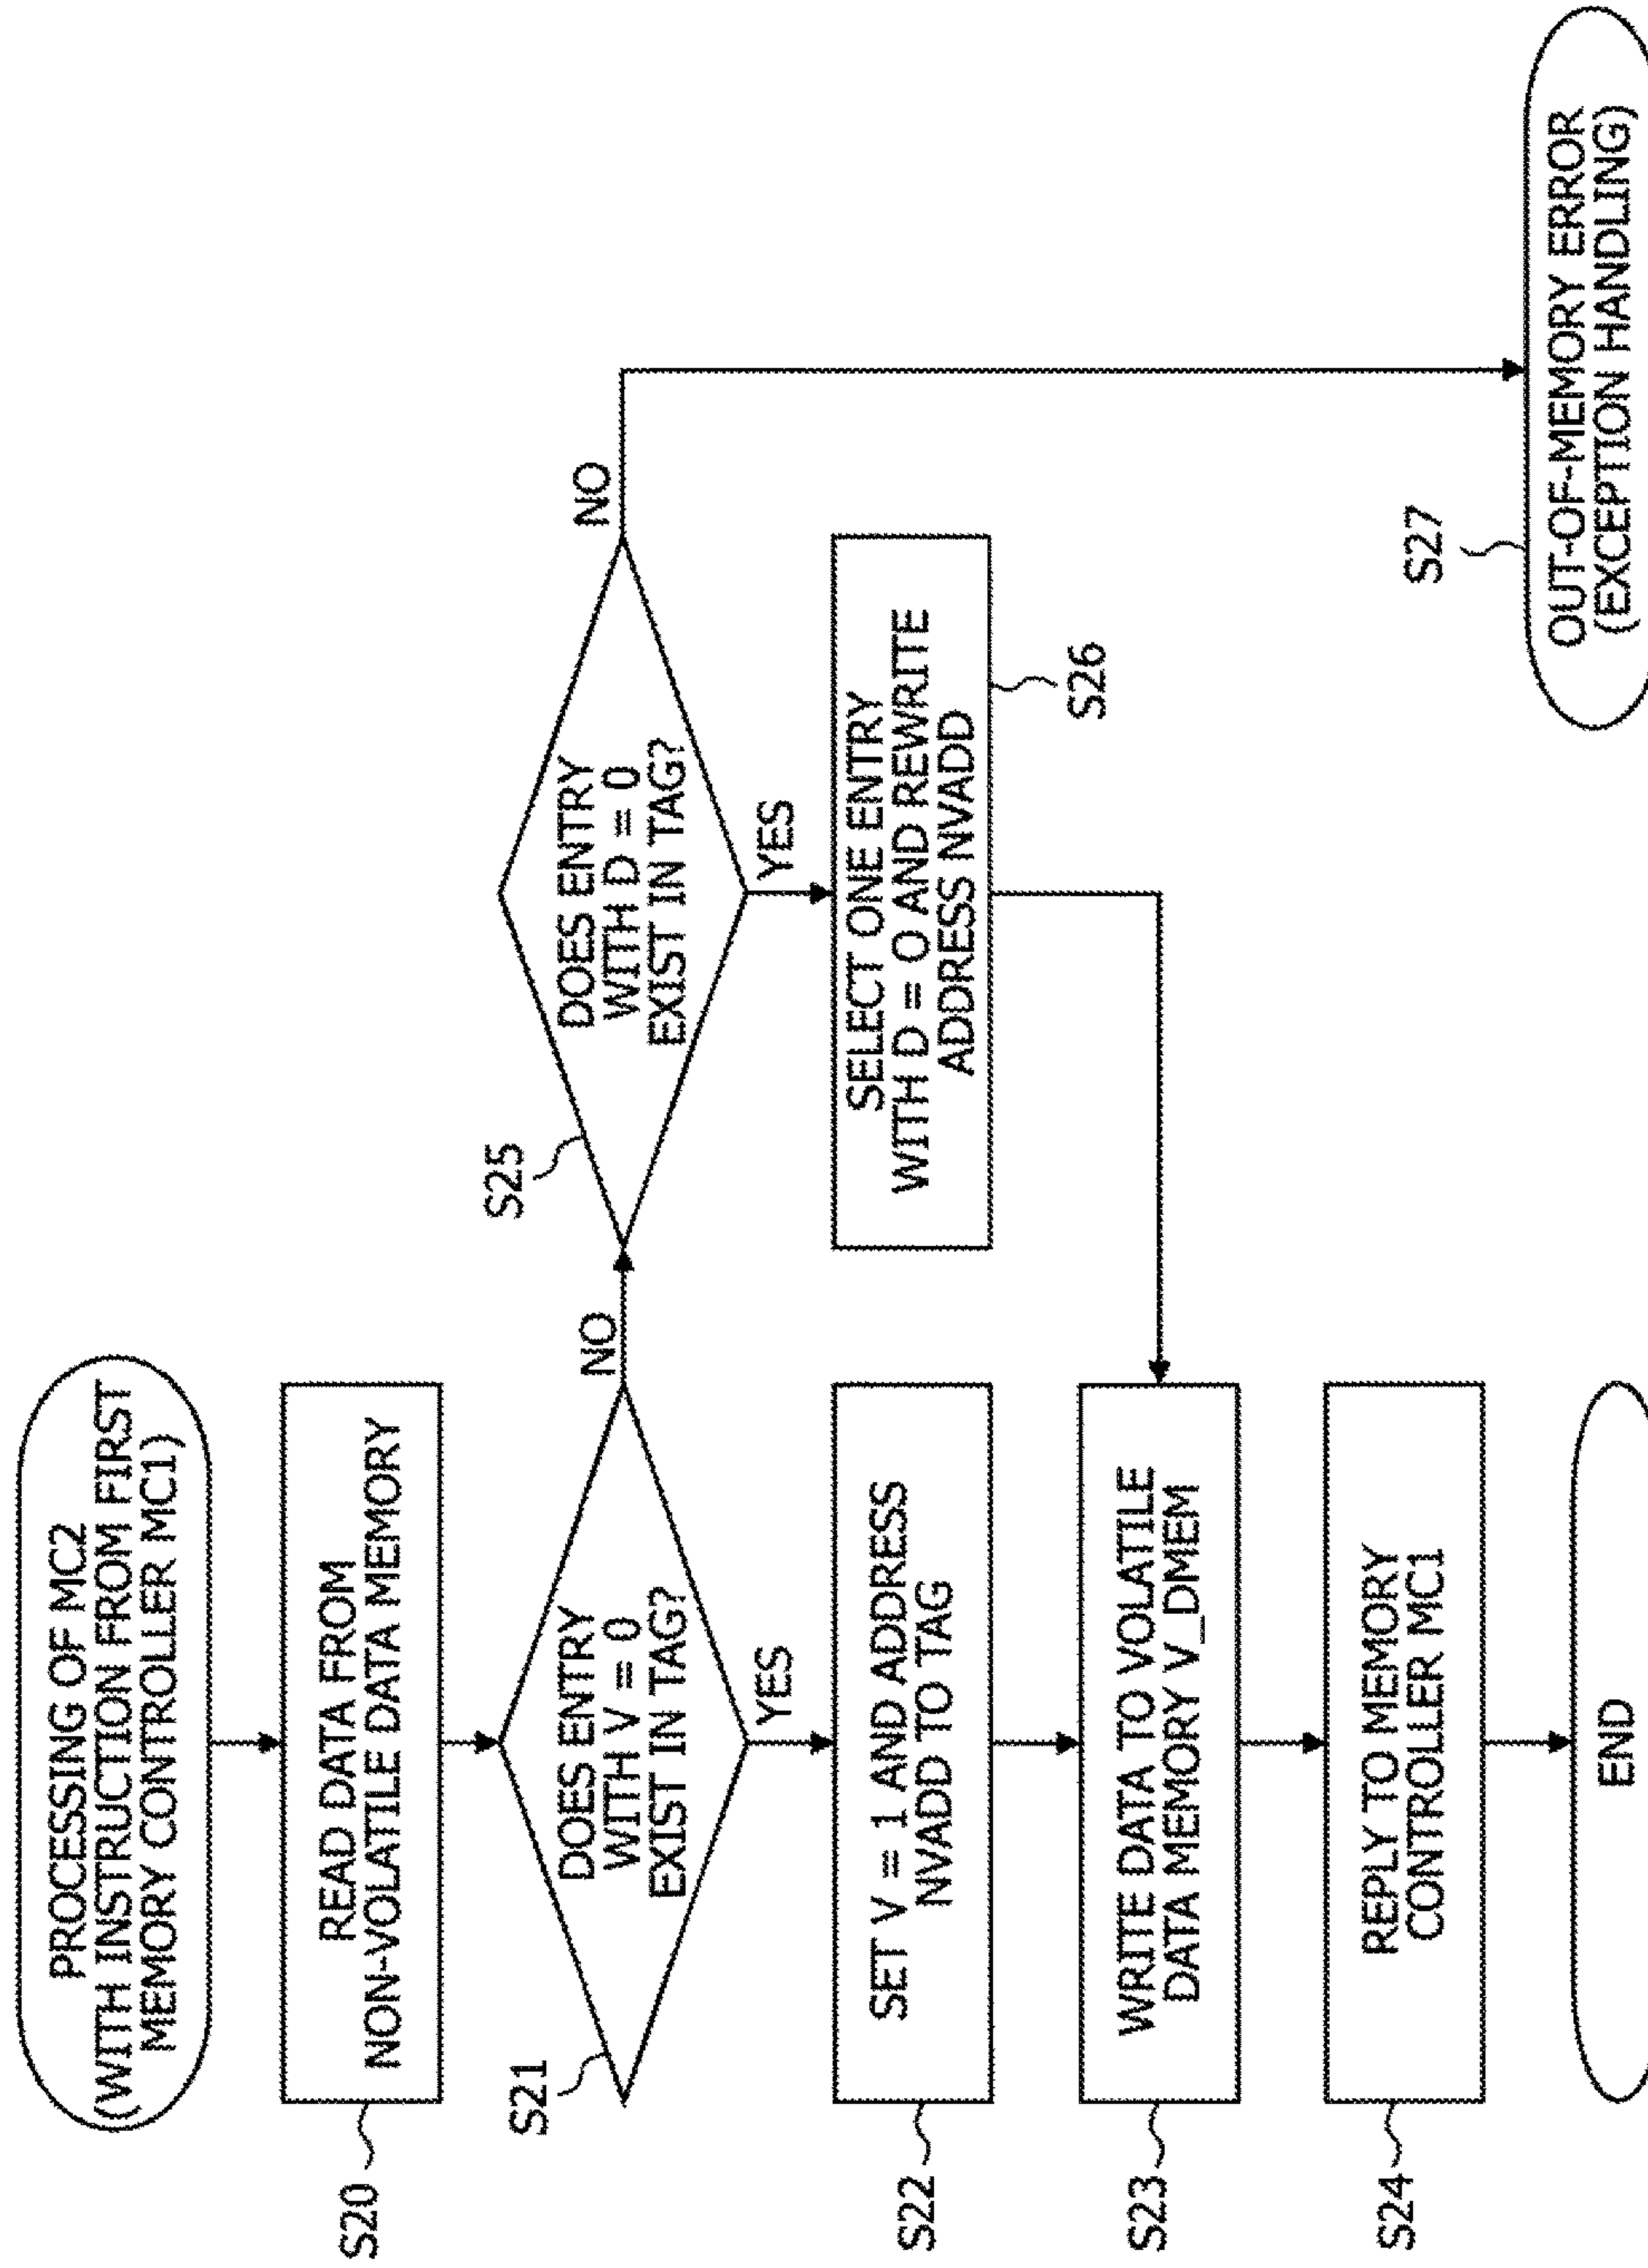 PROCESSING OF MC2
(WITH INSTRUCTION FROM FIRST
MEMORY CONTROLLER MC1)
S20
READ DATA FROM
NON-VOLATILE DATA MEMORY
S21
DOES ENTRY
WITH V = 0
EXIST IN TAG?
NO
YES
S25
DOES ENTRY
WITH D = 0
EXIST IN TAG?
NO
YES
S22
SET V = 1 AND ADDRESS
NVADD TO TAG
SELECT ONE ENTRY
WITH D = O AND REWRITE
ADDRESS NVADD
S26
S23
WRITE DATA TO VOLATILE
DATA MEMORY V_DMEM
S24
REPLY TO MEMORY
CONTROLLER MC1
END
S27
OUT-OF-MEMORY ERROR
(EXCEPTION HANDLING)